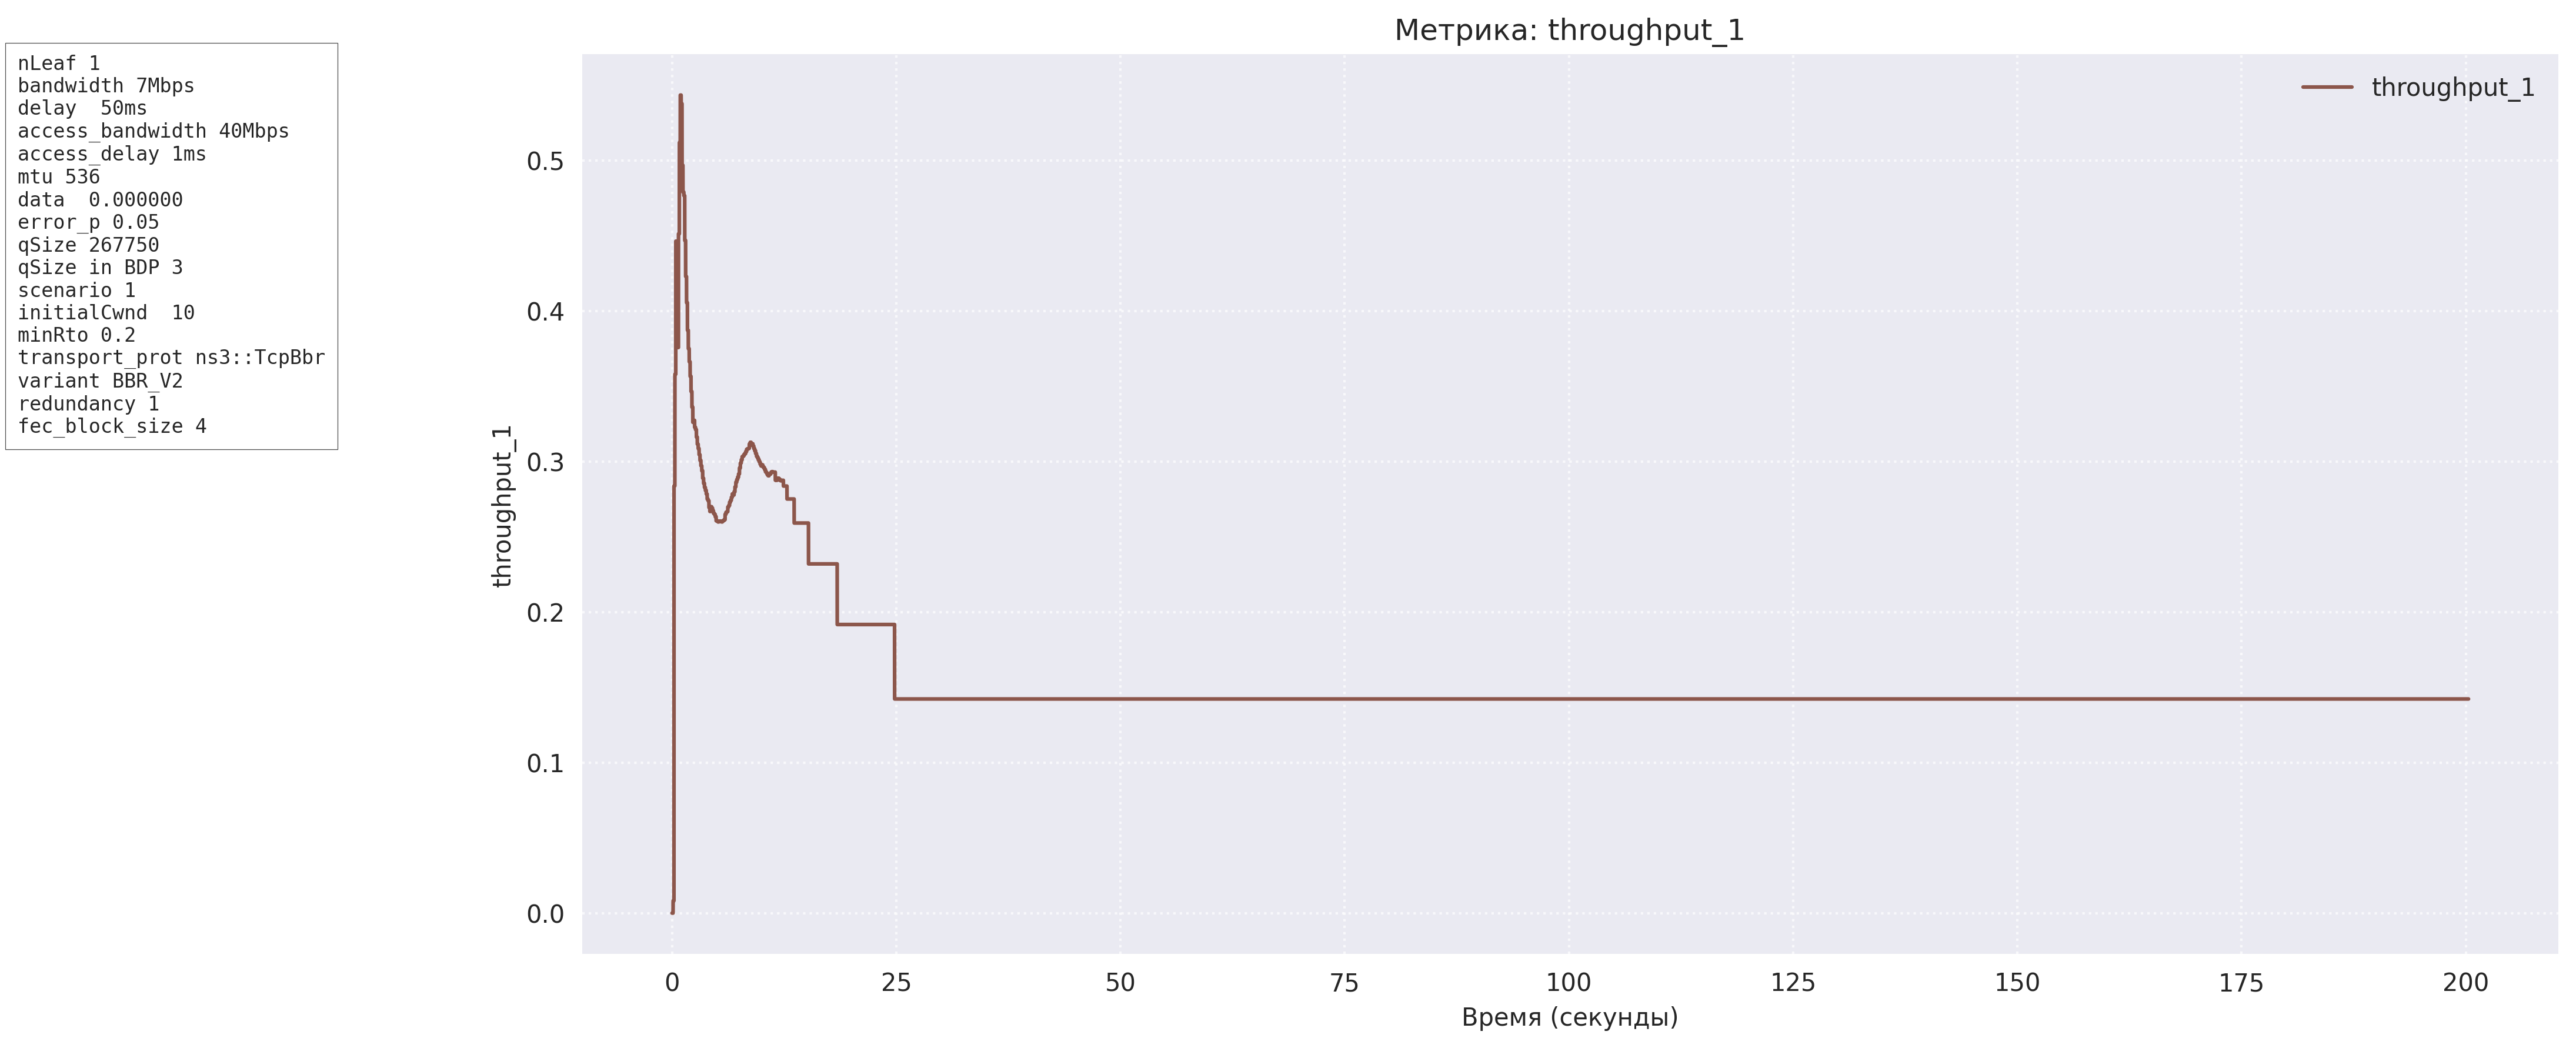 Метрика: throughput_1
nLeaf 1
bandwidth 7Mbps
delay  50ms
access_bandwidth 40Mbps
access_delay 1ms
mtu 536
data  0.000000
error_p 0.05
qSize 267750
qSize in BDP 3
scenario 1
initialCwnd  10
minRto 0.2
transport_prot ns3::TcpBbr
variant BBR_V2
redundancy 1
fec_block_size 4
throughput_1
throughput_1
0.5
0.4
0.3
0.2
0.1
0.0
0 25 50 75 100 125 150 175 200
Время (секунды)